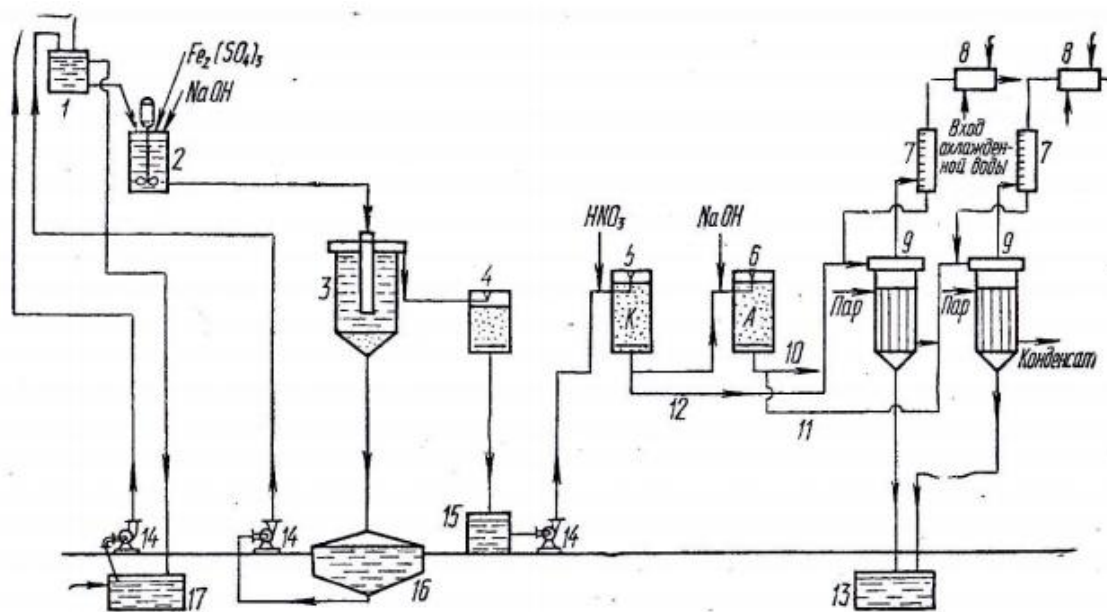 8
8
Fe₂(SO₄)₃
NaOH
1
2
7
Вход
охлажден-
ной воды
7
HNO₃
NaOH
3
4
5
6
9
9
К
А
Пар
Пар
10
Конденсат
12
11
14
14
15
14
17
16
13